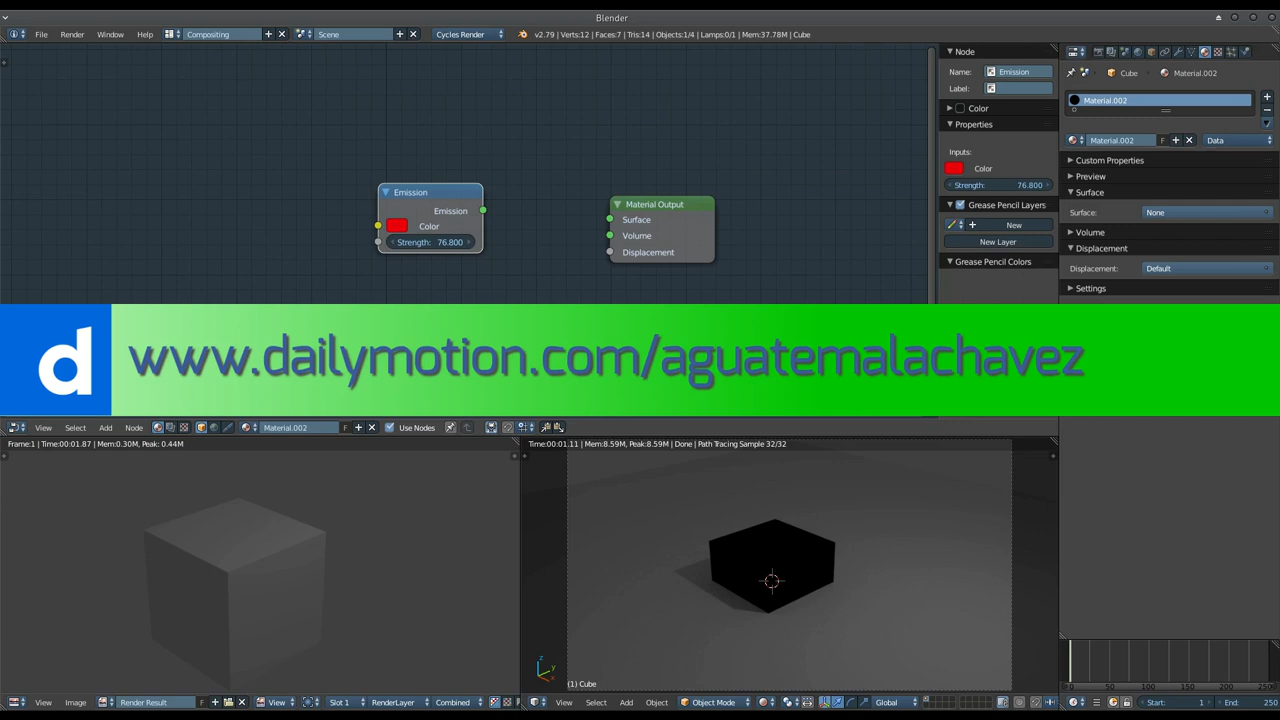 Blender
File Render Window Help Compositing Scene Cycles Render v2.79 | Verts:12 | Faces:7 | Tris:14 | Objects:1/4 | Lamps:0/1 | Mem:37.78M | Cube
Node
Name: Emission
Label:
Color
Properties
Inputs:
Color
Strength: 76.800
Grease Pencil Layers
New
New Layer
Grease Pencil Colors
Cube Material.002
Material.002
Material.002 F Data
Custom Properties
Preview
Surface
Surface: None
Volume
Displacement
Displacement: Default
Settings
Emission
Emission
Color
Strength: 76.800
Material Output
Surface
Volume
Displacement
d www.dailymotion.com/aguatemalachavez
View Select Add Node Material.002 F Use Nodes
Frame:1 | Time:00:01.87 | Mem:0.30M, Peak: 0.44M
Time:00:01.11 | Mem:8.59M, Peak:8.59M | Done | Path Tracing Sample 32/32
z
y
x
(1) Cube
0 50 100 150 200 250
View Image Render Result F View Slot 1 RenderLayer Combined
View Select Add Object Object Mode Global
Start: 1 End: 250